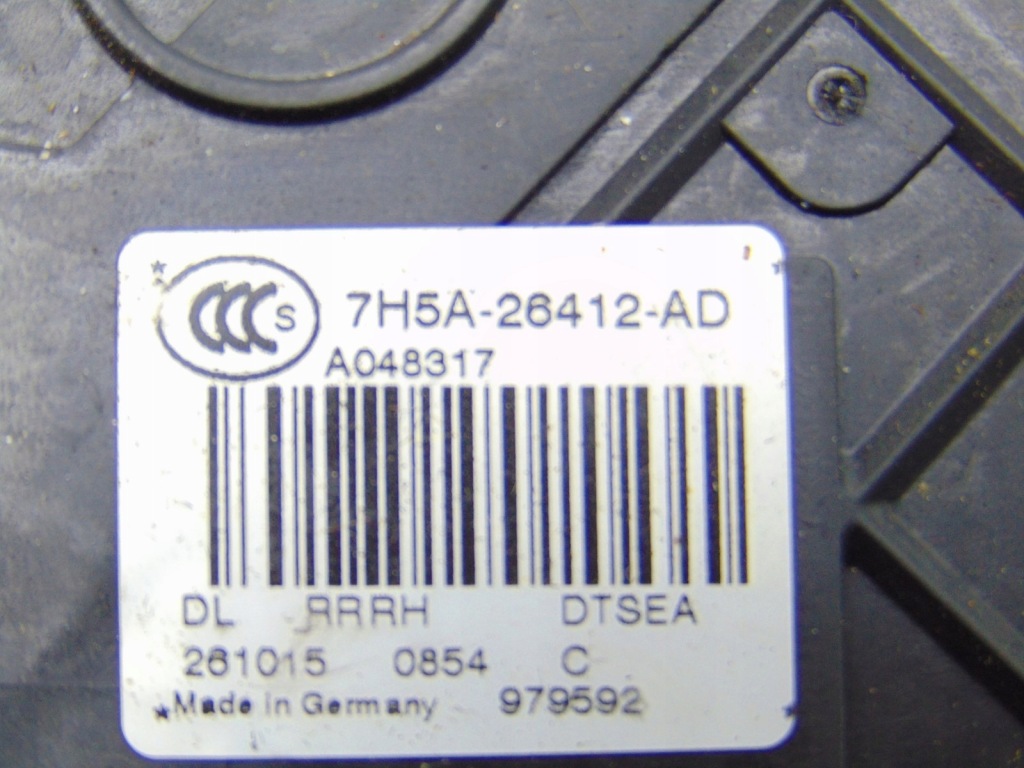 CCC S 7H5A-26412-AD
A048317
DL RRRH DTSEA
261015 0854 C
*Made in Germany 979592